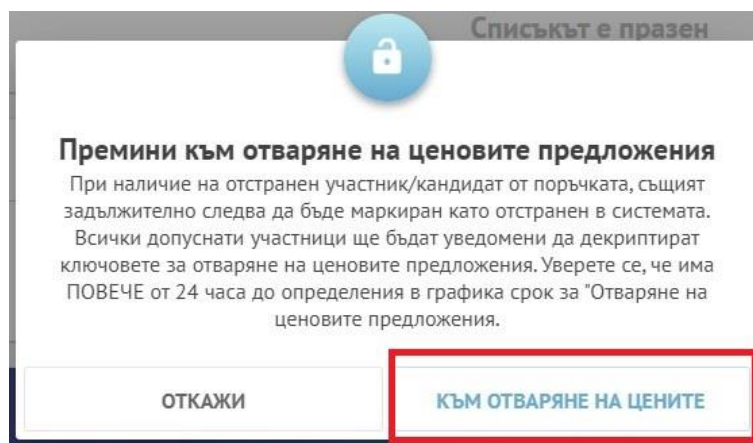 Списъкът е празен
Премини към отваряне на ценовите предложения
При наличие на отстранен участник/кандидат от поръчката, същият
задължително следва да бъде маркиран като отстранен в системата.
Всички допуснати участници ще бъдат уведомени да декриптират
ключовете за отваряне на ценовите предложения. Уверете се, че има
ПОВЕЧЕ от 24 часа до определения в графика срок за "Отваряне на
ценовите предложения.
ОТКАЖИ
КЪМ ОТВАРЯНЕ НА ЦЕНИТЕ